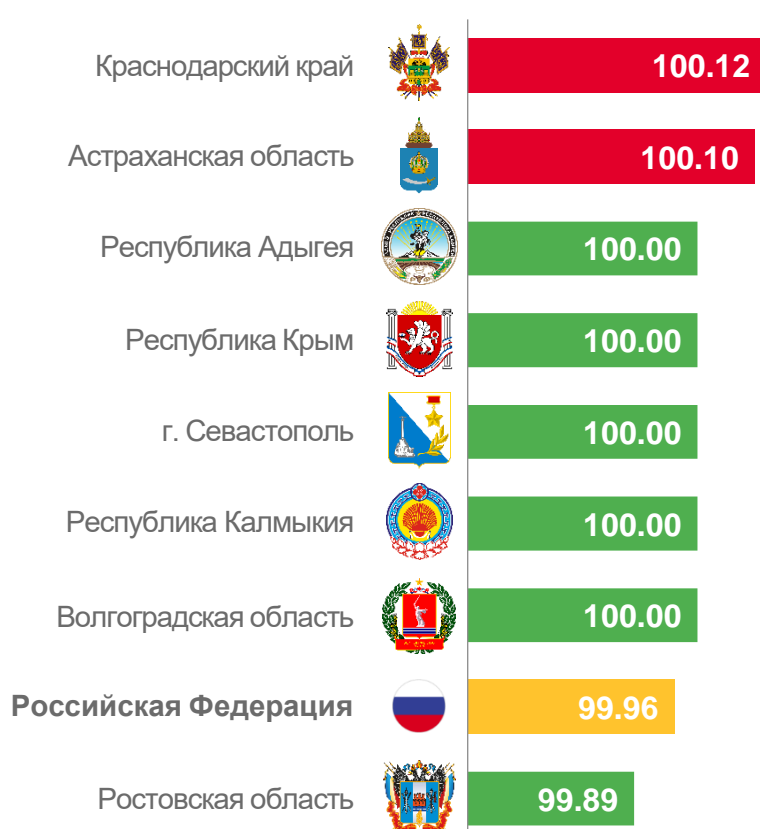 Краснодарский край 100.12
Астраханская область 100.10
Республика Адыгея 100.00
Республика Крым 100.00
г. Севастополь 100.00
Республика Калмыкия 100.00
Волгоградская область 100.00
Российская Федерация 99.96
Ростовская область 99.89